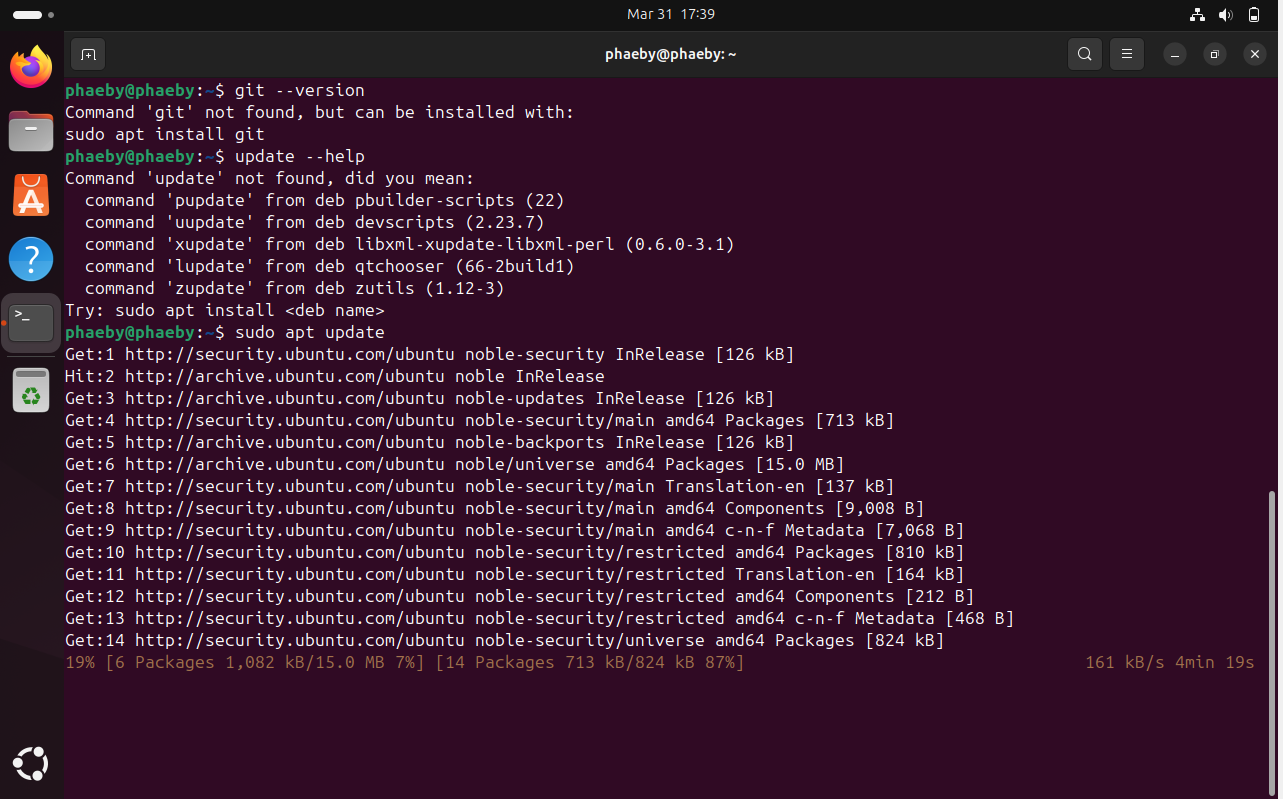 Mar 31 17:39
phaeby@phaeby: ~
phaeby@phaeby:~$ git --version
Command 'git' not found, but can be installed with:
sudo apt install git
phaeby@phaeby:~$ update --help
Command 'update' not found, did you mean:
  command 'pupdate' from deb pbuilder-scripts (22)
  command 'uupdate' from deb devscripts (2.23.7)
  command 'xupdate' from deb libxml-xupdate-libxml-perl (0.6.0-3.1)
  command 'lupdate' from deb qtchooser (66-2build1)
  command 'zupdate' from deb zutils (1.12-3)
Try: sudo apt install <deb name>
phaeby@phaeby:~$ sudo apt update
Get:1 http://security.ubuntu.com/ubuntu noble-security InRelease [126 kB]
Hit:2 http://archive.ubuntu.com/ubuntu noble InRelease
Get:3 http://archive.ubuntu.com/ubuntu noble-updates InRelease [126 kB]
Get:4 http://security.ubuntu.com/ubuntu noble-security/main amd64 Packages [713 kB]
Get:5 http://archive.ubuntu.com/ubuntu noble-backports InRelease [126 kB]
Get:6 http://archive.ubuntu.com/ubuntu noble/universe amd64 Packages [15.0 MB]
Get:7 http://security.ubuntu.com/ubuntu noble-security/main Translation-en [137 kB]
Get:8 http://security.ubuntu.com/ubuntu noble-security/main amd64 Components [9,008 B]
Get:9 http://security.ubuntu.com/ubuntu noble-security/main amd64 c-n-f Metadata [7,068 B]
Get:10 http://security.ubuntu.com/ubuntu noble-security/restricted amd64 Packages [810 kB]
Get:11 http://security.ubuntu.com/ubuntu noble-security/restricted Translation-en [164 kB]
Get:12 http://security.ubuntu.com/ubuntu noble-security/restricted amd64 Components [212 B]
Get:13 http://security.ubuntu.com/ubuntu noble-security/restricted amd64 c-n-f Metadata [468 B]
Get:14 http://security.ubuntu.com/ubuntu noble-security/universe amd64 Packages [824 kB]
19% [6 Packages 1,082 kB/15.0 MB 7%] [14 Packages 713 kB/824 kB 87%] 161 kB/s 4min 19s